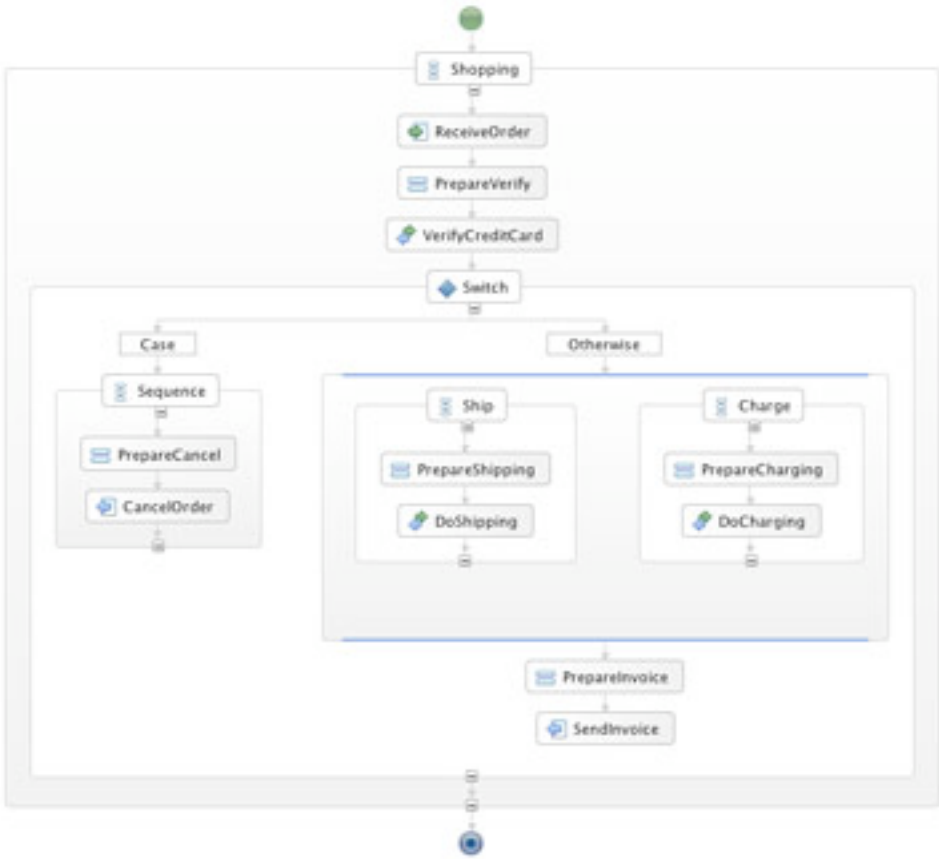 Shopping
ReceiveOrder
PrepareVerify
VerifyCreditCard
Switch
Case
Otherwise
Sequence
PrepareCancel
CancelOrder
Ship
PrepareShipping
DoShipping
Charge
PrepareCharging
DoCharging
PrepareInvoice
SendInvoice